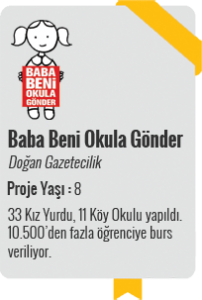 BABA
BENİ
OKULA
GÖNDER
Baba Beni Okula Gönder
Doğan Gazetecilik
Proje Yaşı : 8
33 Kız Yurdu, 11 Köy Okulu yapıldı.
10.500'den fazla öğrenciye burs
veriliyor.